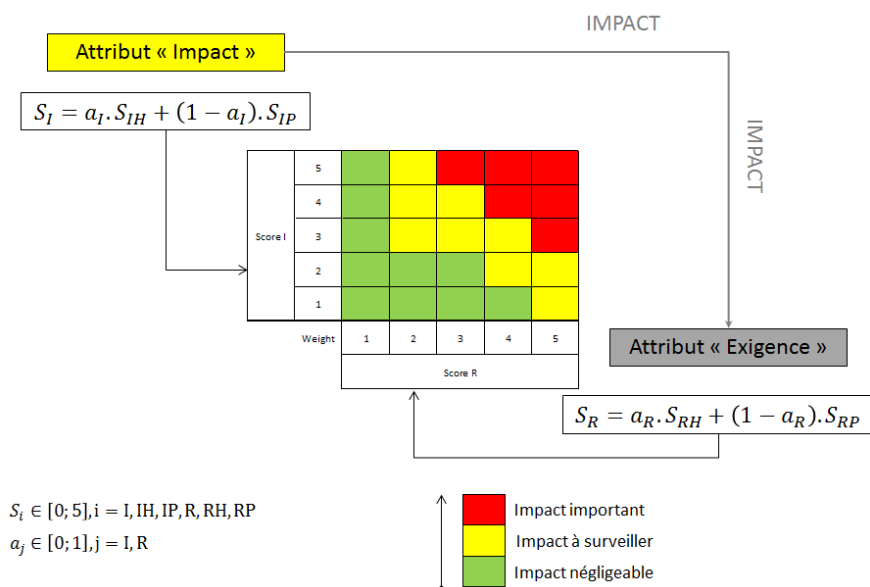 IMPACT
Attribut « Impact »
S_I = a_I. S_IH + (1 − a_I). S_IP
IMPACT
5
4
Score I
3
2
1
Weight 1 2 3 4 5
Score R
Attribut « Exigence »
S_R = a_R. S_RH + (1 − a_R). S_RP
S_i ∈ [0; 5], i = I, IH, IP, R, RH, RP
a_j ∈ [0; 1], j = I, R
Impact important
Impact à surveiller
Impact négligeable